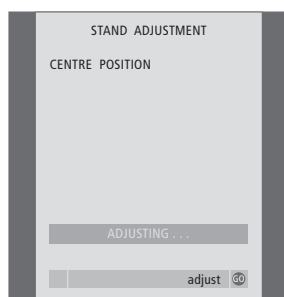 STAND ADJUSTMENT
CENTRE POSITION
ADJUSTING . . .
adjust GO